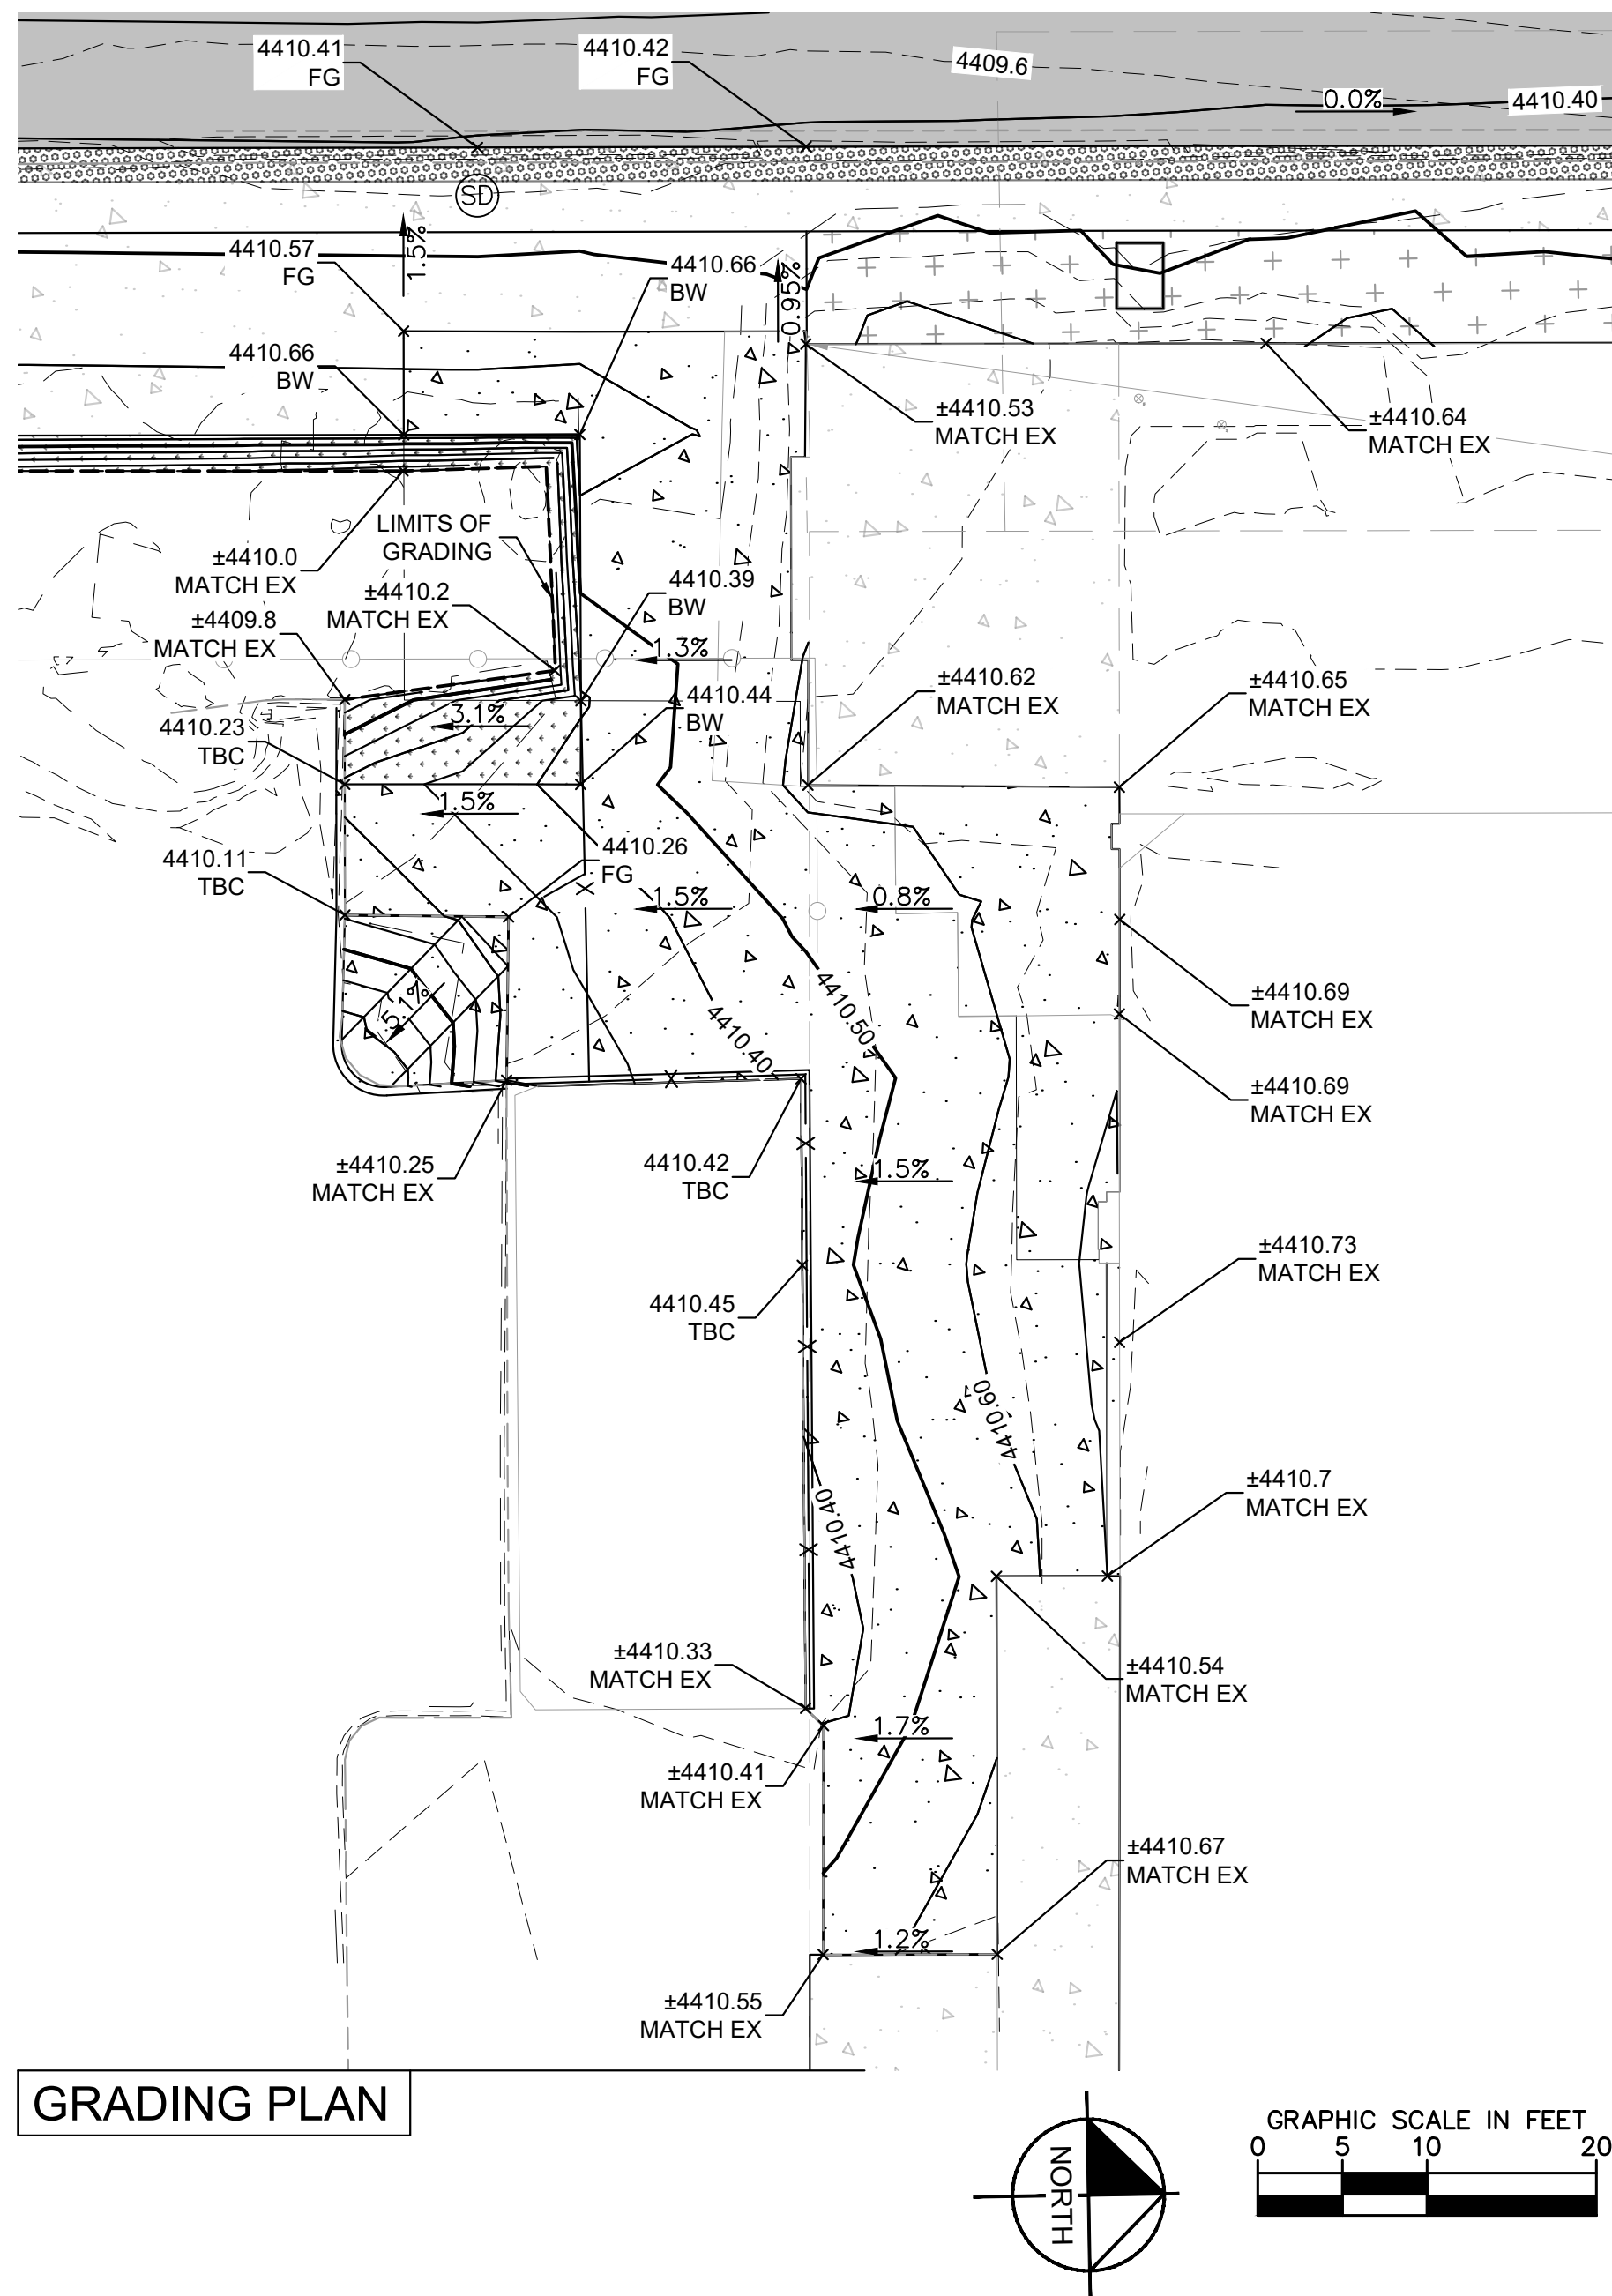 4410.41
FG
4410.42
FG
4409.6
0.0%
4410.40
SD
1.5%
4410.57
FG
4410.66
BW
0.95%
4410.66
BW
±4410.53
MATCH EX
±4410.64
MATCH EX
LIMITS OF
GRADING
±4410.0
MATCH EX
±4410.2
MATCH EX
4410.39
BW
±4409.8
MATCH EX
1.3%
±4410.62
MATCH EX
±4410.65
MATCH EX
4410.44
BW
3.1%
4410.23
TBC
1.5%
4410.11
TBC
4410.26
FG
1.5%
0.8%
5.1%
4410.50
4410.40
±4410.69
MATCH EX
±4410.69
MATCH EX
±4410.25
MATCH EX
4410.42
TBC
1.5%
±4410.73
MATCH EX
4410.45
TBC
4410.60
4410.40
±4410.7
MATCH EX
±4410.33
MATCH EX
±4410.54
MATCH EX
1.7%
±4410.41
MATCH EX
±4410.67
MATCH EX
1.2%
±4410.55
MATCH EX
GRADING PLAN
NORTH
GRAPHIC SCALE IN FEET
0 5 10 20